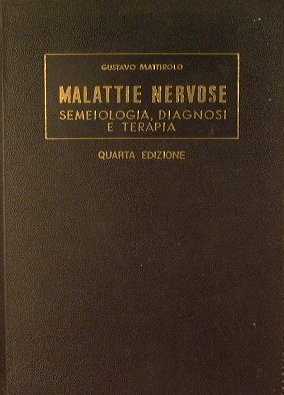 GUSTAVO MATTIROLO
MALATTIE NERVOSE
SEMEIOLOGIA, DIAGNOSI
E TERAPIA
QUARTA EDIZIONE